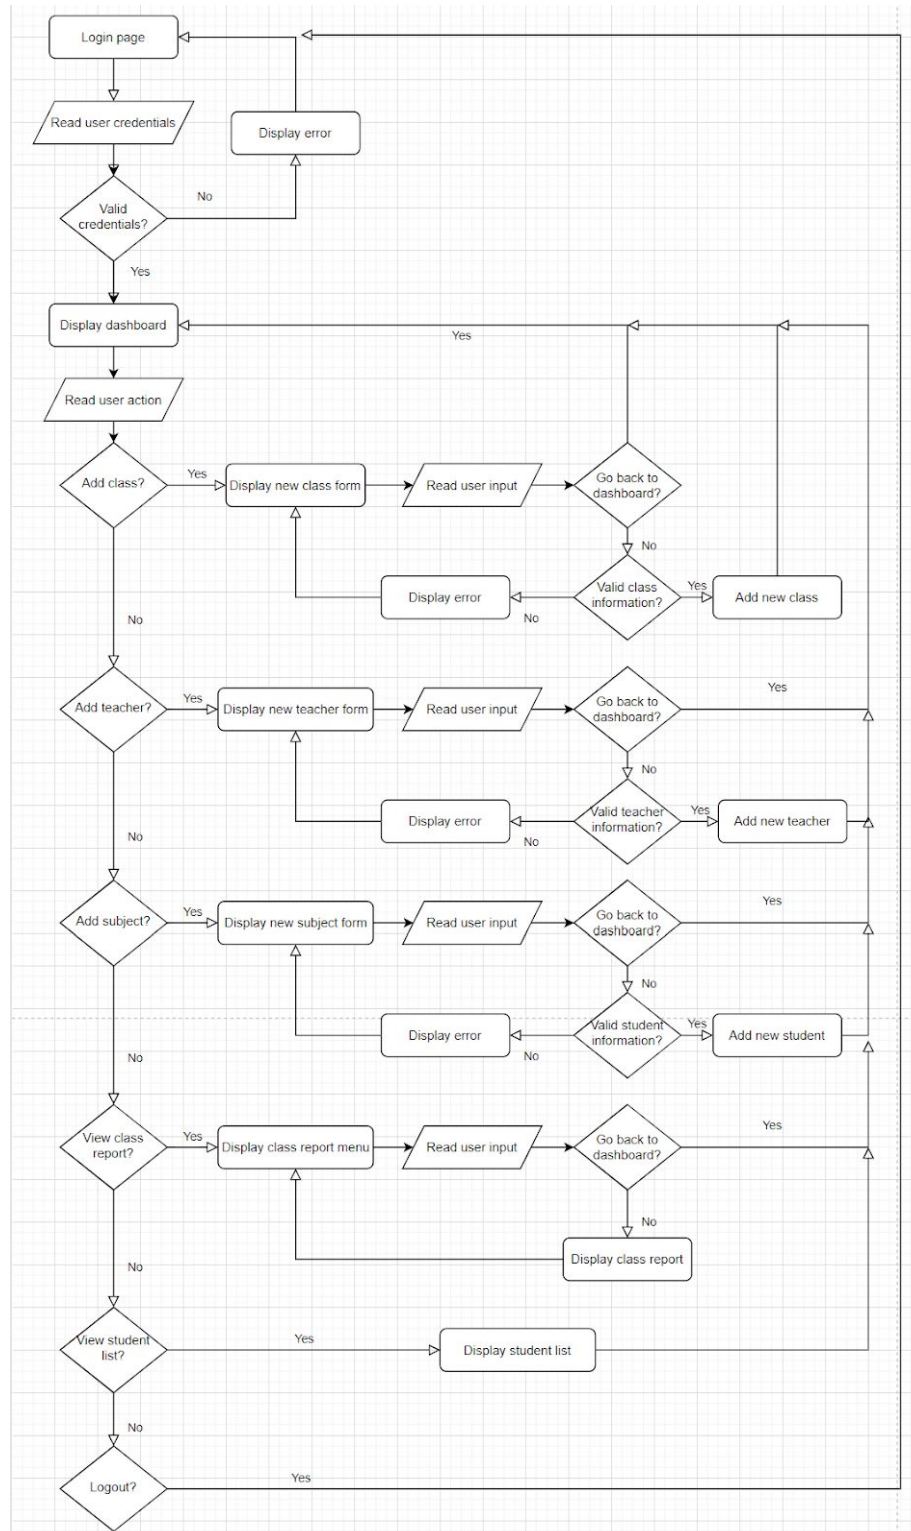 Login page
Read user credentials
Display error
Valid
credentials?
No
Yes
Display dashboard
Yes
Read user action
Add class?
Yes
Display new class form
Read user input
Go back to
dashboard?
No
Display error
No
Valid class
information?
Yes
Add new class
No
Add teacher?
Yes
Display new teacher form
Read user input
Go back to
dashboard?
Yes
No
Display error
No
Valid teacher
information?
Yes
Add new teacher
No
Add subject?
Yes
Display new subject form
Read user input
Go back to
dashboard?
Yes
No
Display error
No
Valid student
information?
Yes
Add new student
No
View class
report?
Yes
Display class report menu
Read user input
Go back to
dashboard?
Yes
No
Display class report
No
View student
list?
Yes
Display student list
No
Logout?
Yes